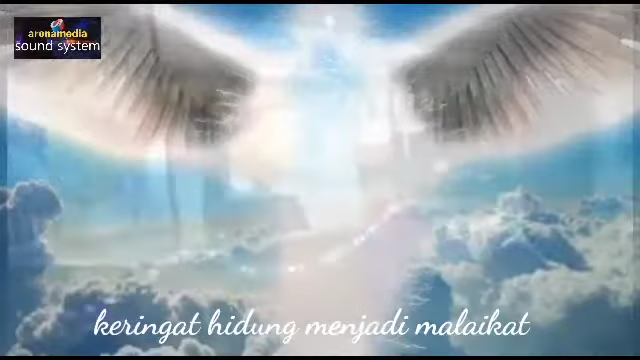 arenamedia
sound system
keringat hidung menjadi malaikat